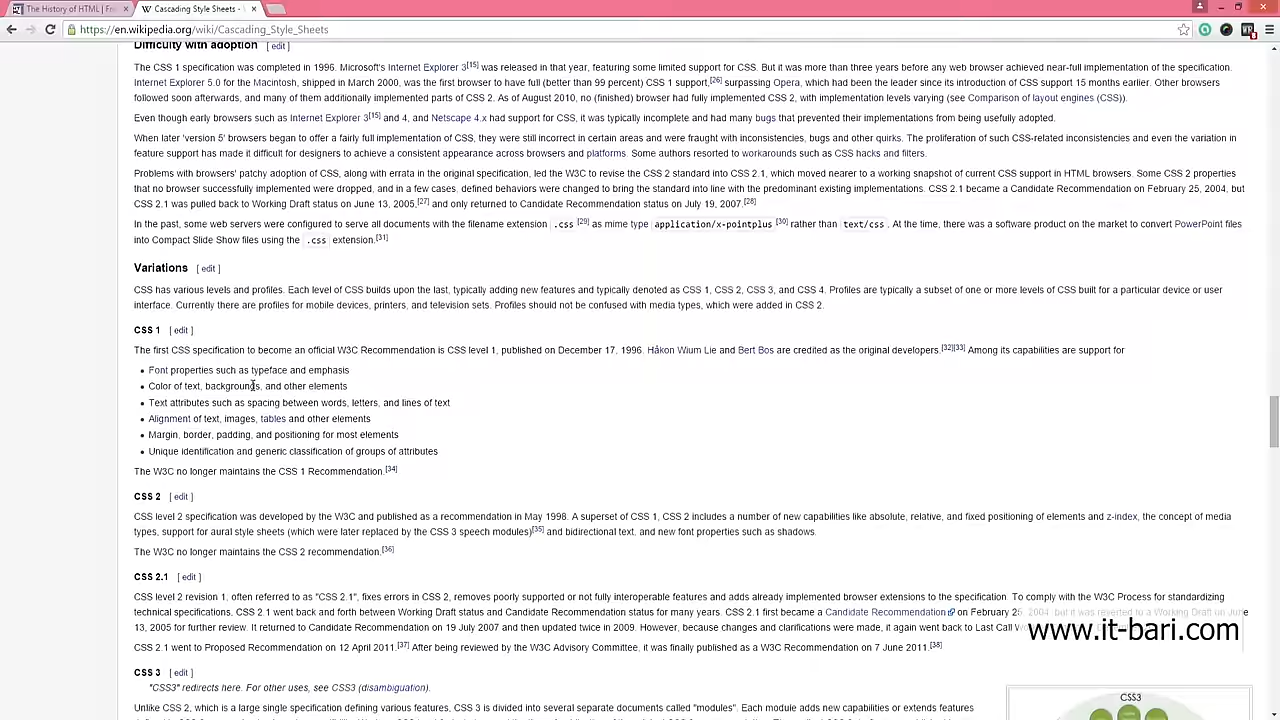 The History of HTML | Fre
Cascading Style Sheets -
https://en.wikipedia.org/wiki/Cascading_Style_Sheets
Difficulty with adoption [ edit ]
The CSS 1 specification was completed in 1996. Microsoft's Internet Explorer 3[15] was released in that year, featuring some limited support for CSS. But it was more than three years before any web browser achieved near-full implementation of the specification.
Internet Explorer 5.0 for the Macintosh, shipped in March 2000, was the first browser to have full (better than 99 percent) CSS 1 support,[26] surpassing Opera, which had been the leader since its introduction of CSS support 15 months earlier. Other browsers
followed soon afterwards, and many of them additionally implemented parts of CSS 2. As of August 2010, no (finished) browser had fully implemented CSS 2, with implementation levels varying (see Comparison of layout engines (CSS)).
Even though early browsers such as Internet Explorer 3[15] and 4, and Netscape 4.x had support for CSS, it was typically incomplete and had many bugs that prevented their implementations from being usefully adopted.
When later 'version 5' browsers began to offer a fairly full implementation of CSS, they were still incorrect in certain areas and were fraught with inconsistencies, bugs and other quirks. The proliferation of such CSS-related inconsistencies and even the variation in
feature support has made it difficult for designers to achieve a consistent appearance across browsers and platforms. Some authors resorted to workarounds such as CSS hacks and filters.
Problems with browsers' patchy adoption of CSS, along with errata in the original specification, led the W3C to revise the CSS 2 standard into CSS 2.1, which moved nearer to a working snapshot of current CSS support in HTML browsers. Some CSS 2 properties
that no browser successfully implemented were dropped, and in a few cases, defined behaviors were changed to bring the standard into line with the predominant existing implementations. CSS 2.1 became a Candidate Recommendation on February 25, 2004, but
CSS 2.1 was pulled back to Working Draft status on June 13, 2005,[27] and only returned to Candidate Recommendation status on July 19, 2007.[28]
In the past, some web servers were configured to serve all documents with the filename extension .css [29] as mime type application/x-pointplus [30] rather than text/css . At the time, there was a software product on the market to convert PowerPoint files
into Compact Slide Show files using the .css extension.[31]
Variations [ edit ]
CSS has various levels and profiles. Each level of CSS builds upon the last, typically adding new features and typically denoted as CSS 1, CSS 2, CSS 3, and CSS 4. Profiles are typically a subset of one or more levels of CSS built for a particular device or user
interface. Currently there are profiles for mobile devices, printers, and television sets. Profiles should not be confused with media types, which were added in CSS 2.
CSS 1 [ edit ]
The first CSS specification to become an official W3C Recommendation is CSS level 1, published on December 17, 1996. Håkon Wium Lie and Bert Bos are credited as the original developers.[32][33] Among its capabilities are support for
• Font properties such as typeface and emphasis
• Color of text, backgrounds, and other elements
• Text attributes such as spacing between words, letters, and lines of text
• Alignment of text, images, tables and other elements
• Margin, border, padding, and positioning for most elements
• Unique identification and generic classification of groups of attributes
The W3C no longer maintains the CSS 1 Recommendation.[34]
CSS 2 [ edit ]
CSS level 2 specification was developed by the W3C and published as a recommendation in May 1998. A superset of CSS 1, CSS 2 includes a number of new capabilities like absolute, relative, and fixed positioning of elements and z-index, the concept of media
types, support for aural style sheets (which were later replaced by the CSS 3 speech modules)[35] and bidirectional text, and new font properties such as shadows.
The W3C no longer maintains the CSS 2 recommendation.[36]
CSS 2.1 [ edit ]
CSS level 2 revision 1, often referred to as "CSS 2.1", fixes errors in CSS 2, removes poorly supported or not fully interoperable features and adds already implemented browser extensions to the specification. To comply with the W3C Process for standardizing
technical specifications, CSS 2.1 went back and forth between Working Draft status and Candidate Recommendation status for many years. CSS 2.1 first became a Candidate Recommendation on February 25, 2004, but it was reverted to a Working Draft on June
13, 2005 for further review. It returned to Candidate Recommendation on 19 July 2007 and then updated twice in 2009. However, because changes and clarifications were made, it again went back to Last Call
www.it-bari.com
CSS 2.1 went to Proposed Recommendation on 12 April 2011.[37] After being reviewed by the W3C Advisory Committee, it was finally published as a W3C Recommendation on 7 June 2011.[38]
CSS 3 [ edit ]
"CSS3" redirects here. For other uses, see CSS3 (disambiguation).
CSS3
Unlike CSS 2, which is a large single specification defining various features, CSS 3 is divided into several separate documents called "modules". Each module adds new capabilities or extends features